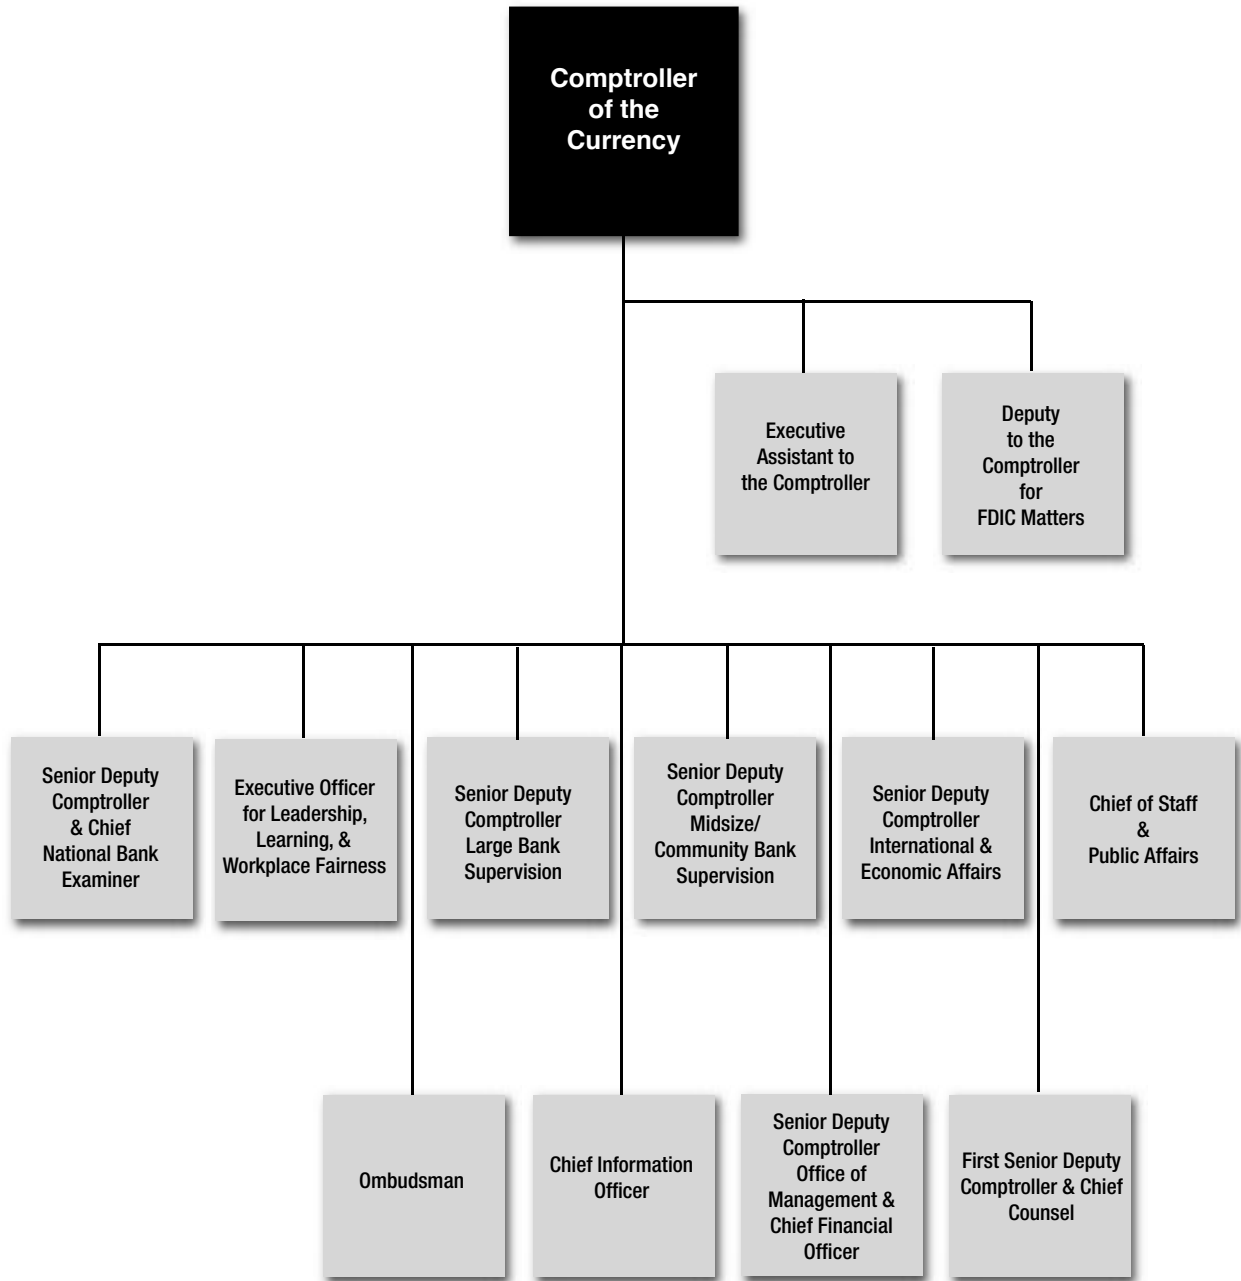 Comptroller
of the
Currency
Executive
Assistant to
the Comptroller
Deputy
to the
Comptroller
for
FDIC Matters
Senior Deputy
Comptroller
& Chief
National Bank
Examiner
Executive Officer
for Leadership,
Learning, &
Workplace Fairness
Senior Deputy
Comptroller
Large Bank
Supervision
Senior Deputy
Comptroller
Midsize/
Community Bank
Supervision
Senior Deputy
Comptroller
International &
Economic Affairs
Chief of Staff
&
Public Affairs
Ombudsman
Chief Information
Officer
Senior Deputy
Comptroller
Office of
Management &
Chief Financial
Officer
First Senior Deputy
Comptroller & Chief
Counsel